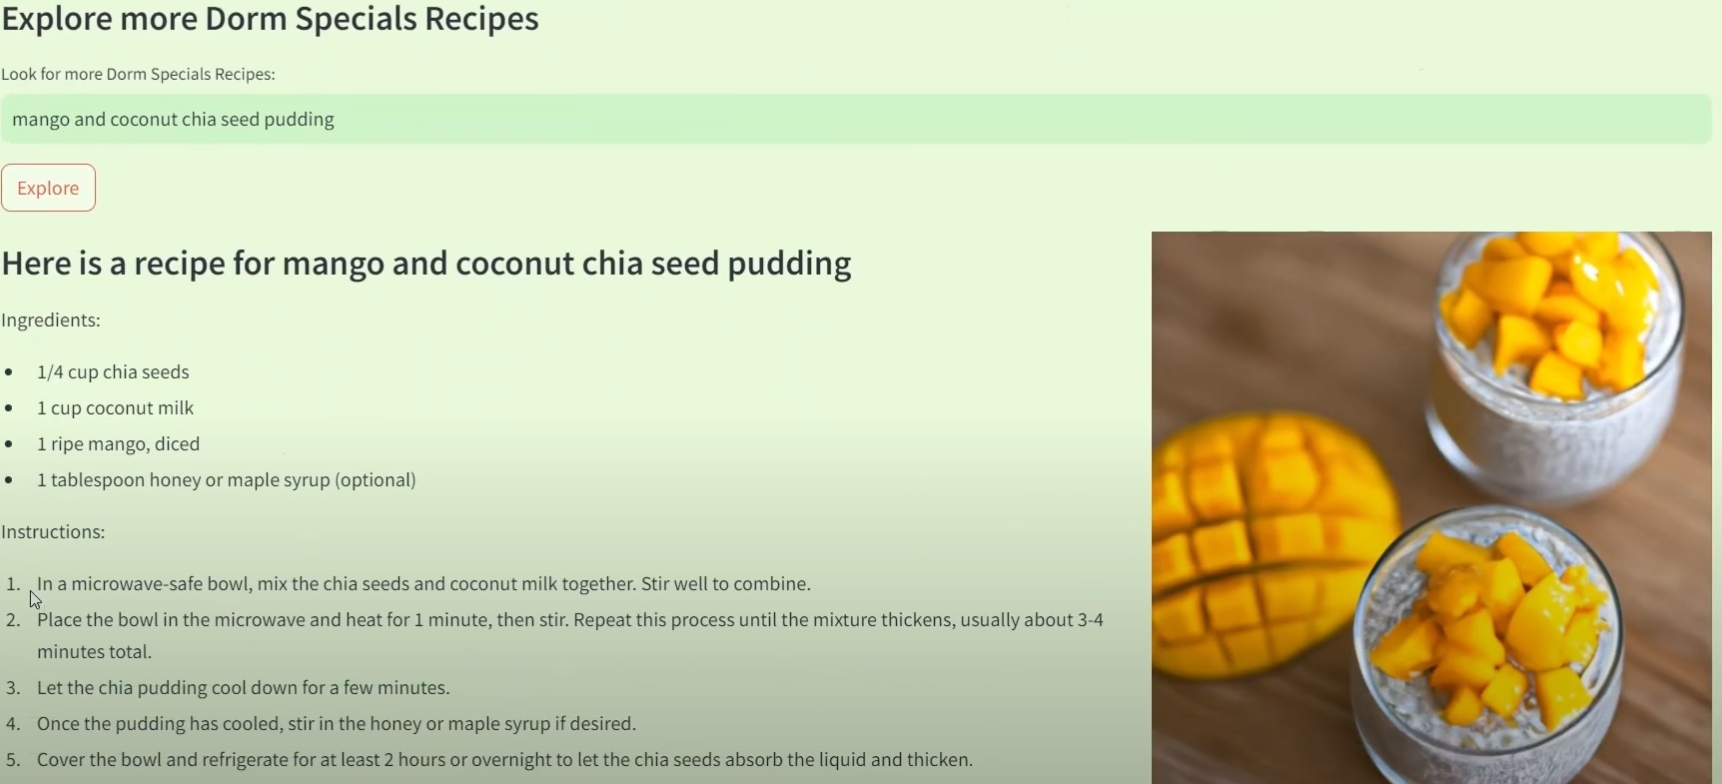 Explore more Dorm Specials Recipes
Look for more Dorm Specials Recipes:
mango and coconut chia seed pudding
Explore
Here is a recipe for mango and coconut chia seed pudding
Ingredients:
1/4 cup chia seeds
1 cup coconut milk
1 ripe mango, diced
1 tablespoon honey or maple syrup (optional)
Instructions:
1. In a microwave-safe bowl, mix the chia seeds and coconut milk together. Stir well to combine.
2. Place the bowl in the microwave and heat for 1 minute, then stir. Repeat this process until the mixture thickens, usually about 3-4
minutes total.
3. Let the chia pudding cool down for a few minutes.
4. Once the pudding has cooled, stir in the honey or maple syrup if desired.
5. Cover the bowl and refrigerate for at least 2 hours or overnight to let the chia seeds absorb the liquid and thicken.